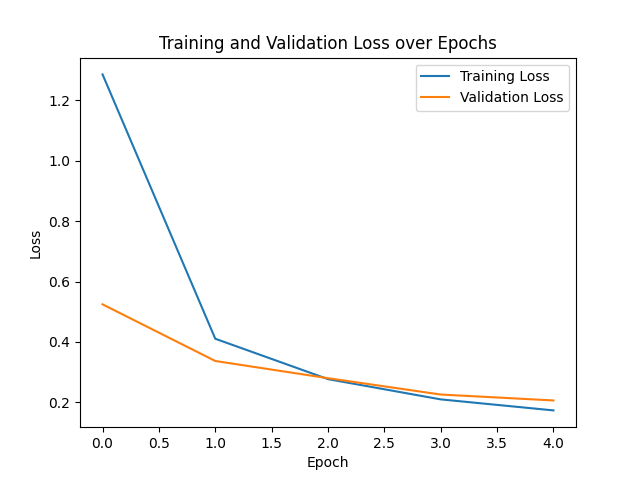 Training and Validation Loss over Epochs
Training Loss
Validation Loss
Loss
1.2
1.0
0.8
0.6
0.4
0.2
0.0 0.5 1.0 1.5 2.0 2.5 3.0 3.5 4.0
Epoch